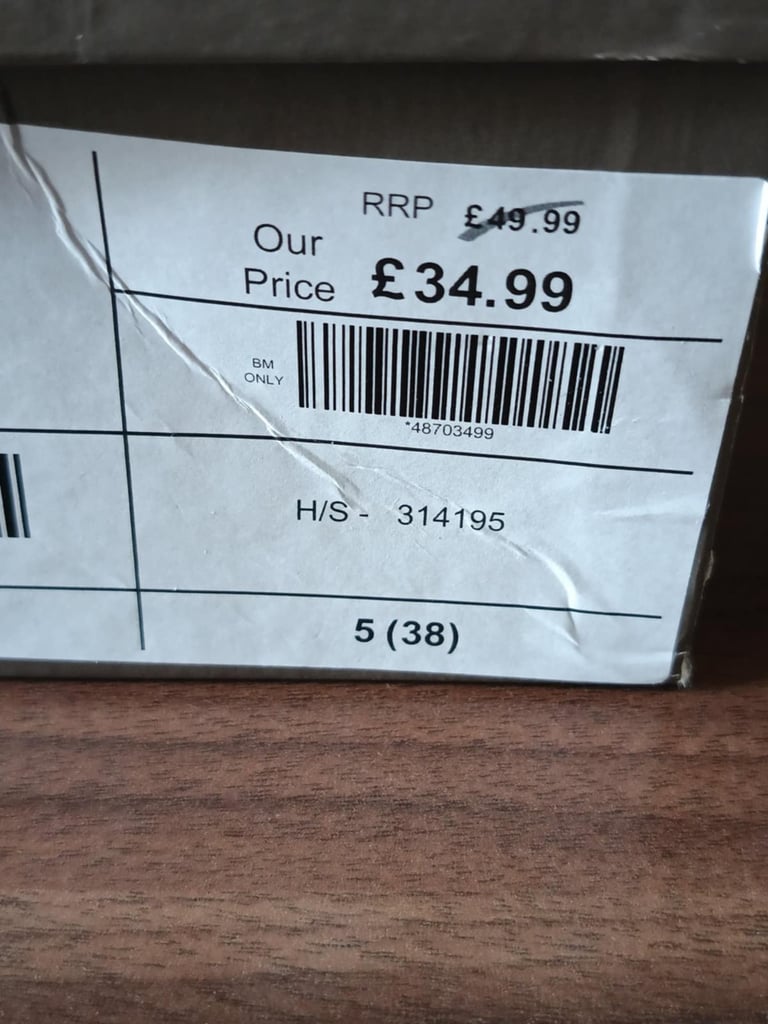 RRP £49.99
Our
Price £34.99
BM
ONLY
*48703499
H/S - 314195
5 (38)